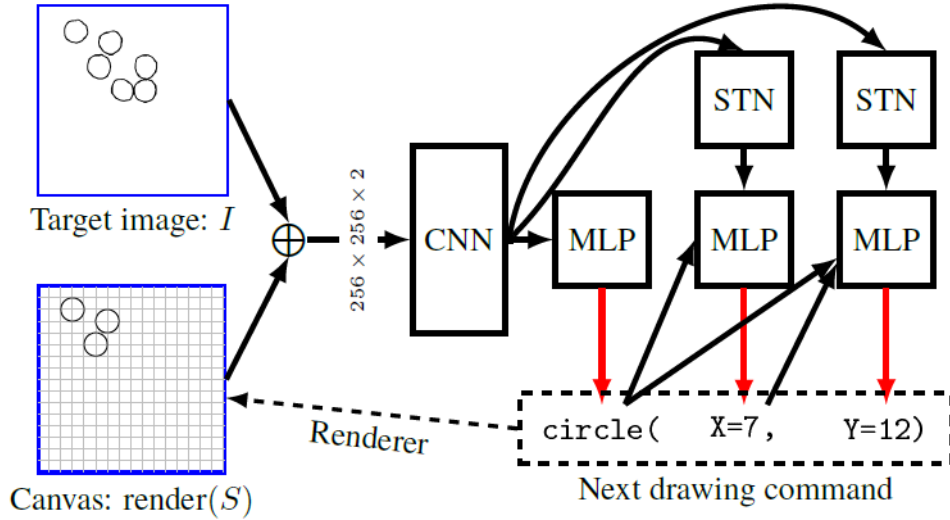 STN
STN
Target image: I
256 × 256 × 2
CNN
MLP
MLP
MLP
circle(
X=7,
Y=12)
Renderer
Next drawing command
Canvas: render(S)